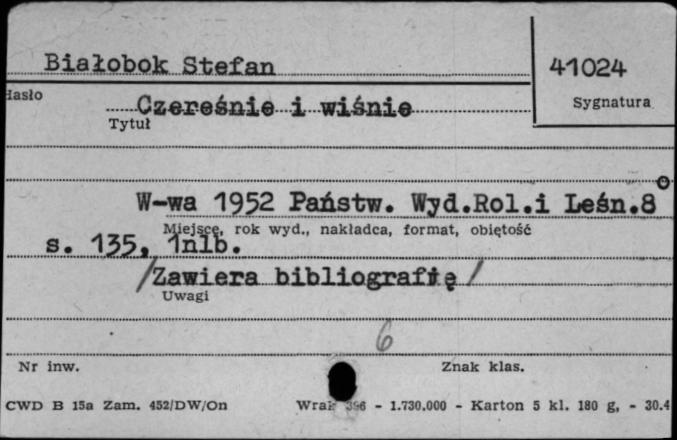 Białobok Stefan
41024
Hasło
Sygnatura
Czereśnie i wiśnie
Tytuł
W-wa 1952 Państw. Wyd.Rol.i Leśn.8°
Miejsce, rok wyd., nakładca, format, objętość
s. 135, 1nlb.
/Zawiera bibliografię/
Uwagi
6
Nr inw.
Znak klas.
CWD B 15a Zam. 452/DW/On
396 - 1.730.000 - Karton 5 kl. 180 g, - 30.4